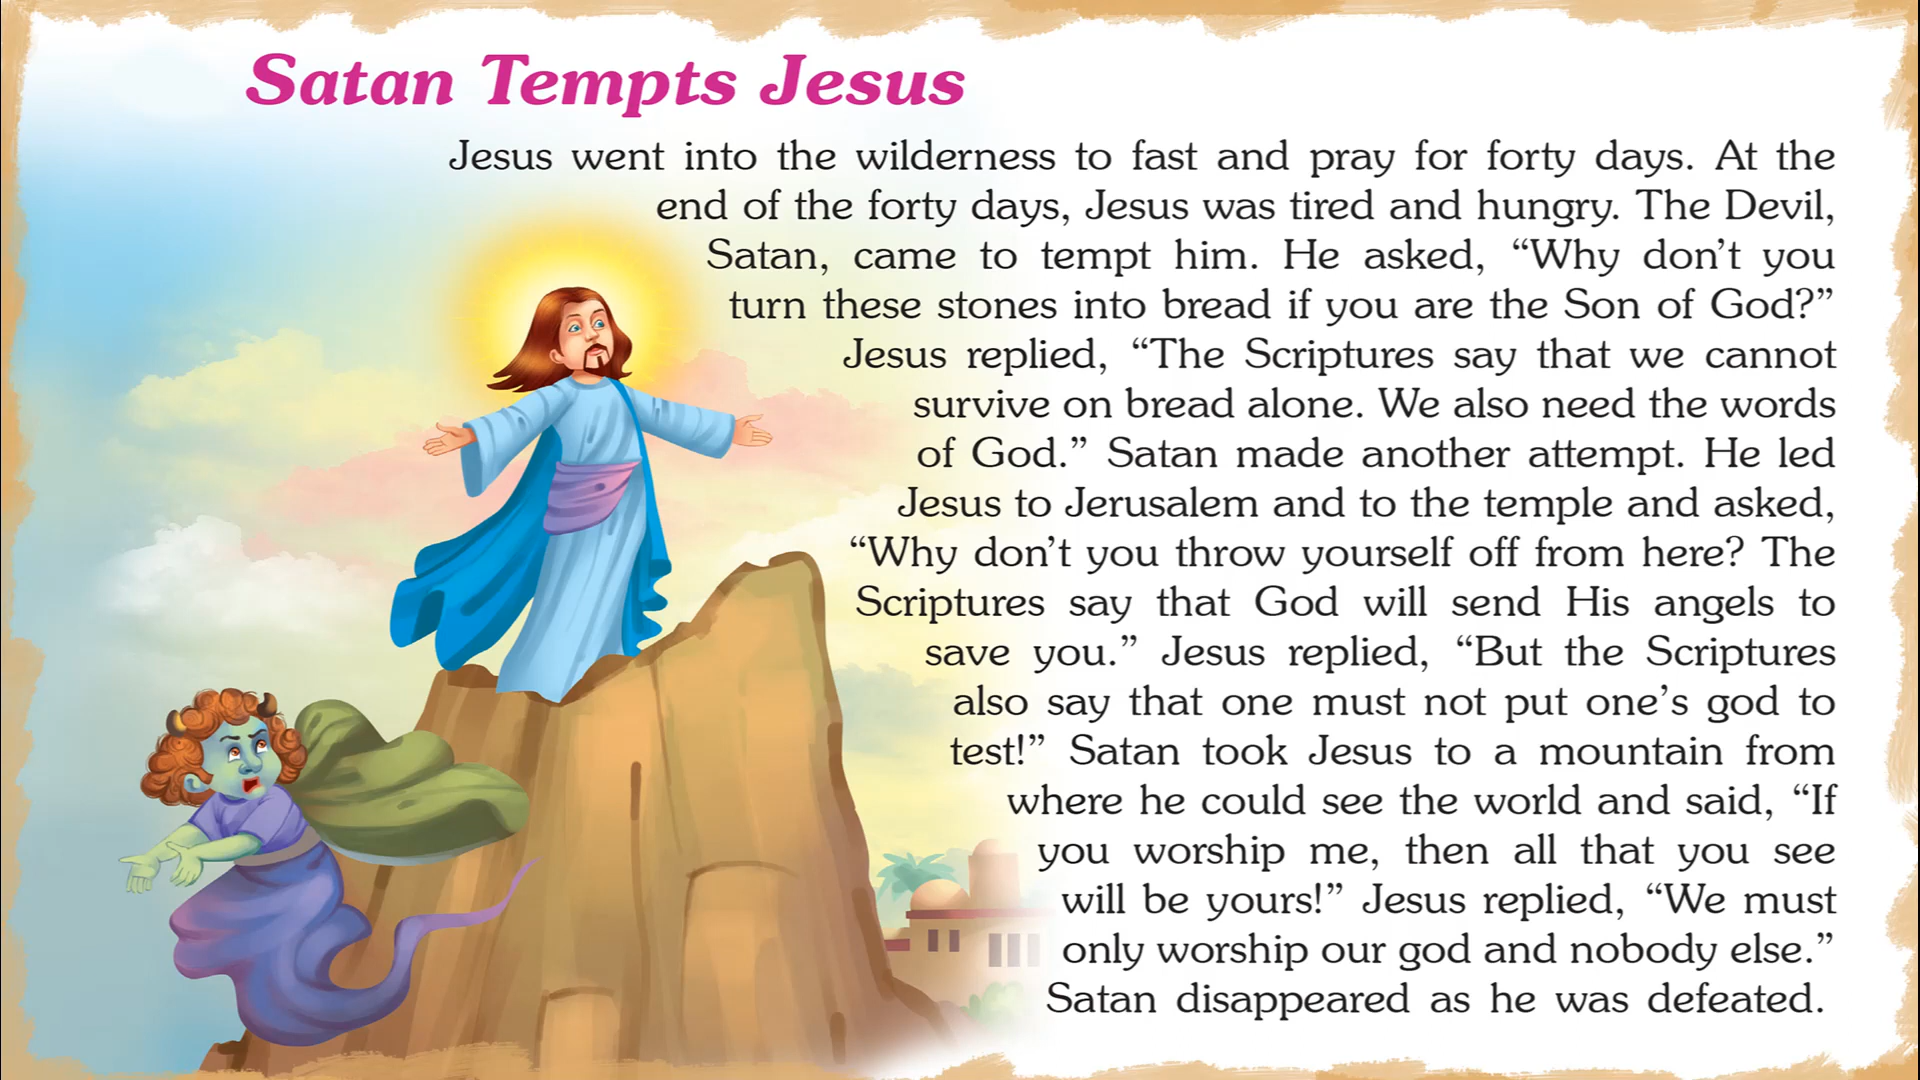 Satan Tempts Jesus
Jesus went into the wilderness to fast and pray for forty days. At the
end of the forty days, Jesus was tired and hungry. The Devil,
Satan, came to tempt him. He asked, “Why don’t you
turn these stones into bread if you are the Son of God?”
Jesus replied, “The Scriptures say that we cannot
survive on bread alone. We also need the words
of God.” Satan made another attempt. He led
Jesus to Jerusalem and to the temple and asked,
“Why don’t you throw yourself off from here? The
Scriptures say that God will send His angels to
save you.” Jesus replied, “But the Scriptures
also say that one must not put one’s god to
test!” Satan took Jesus to a mountain from
where he could see the world and said, “If
you worship me, then all that you see
will be yours!” Jesus replied, “We must
only worship our god and nobody else.”
Satan disappeared as he was defeated.